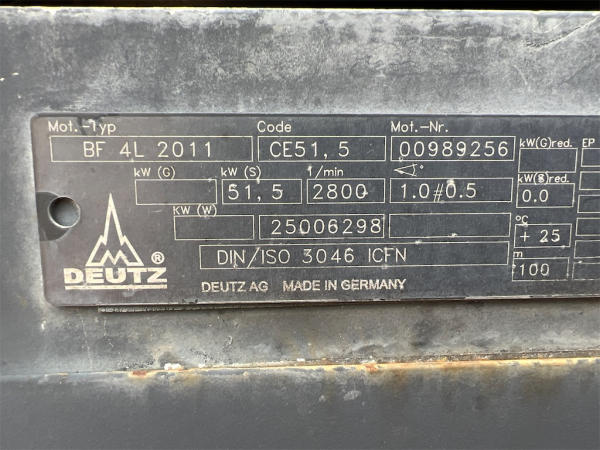 Mot.-Typ Code Mot.-Nr.
BF 4L 2011 CE51,5 00989256 kW(G)red. EP
kW (G) kW (S) 1/min kW(B)red.
51,5 2800 1.0#0.5 0.0
kW (W) °C
25006298 + 25
DIN/ISO 3046 ICFN m
DEUTZ® 100
DEUTZ AG MADE IN GERMANY